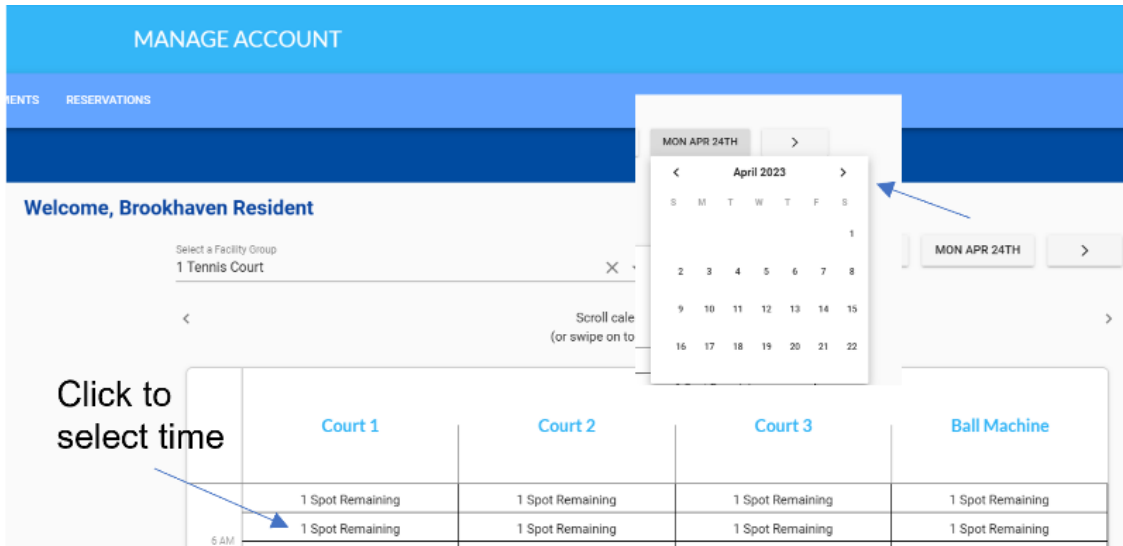 MANAGE ACCOUNT
RESERVATIONS
MON APR 24TH >
< April 2023 >
S M T W T F S
1
2 3 4 5 6 7 8
9 10 11 12 13 14 15
16 17 18 19 20 21 22
Welcome, Brookhaven Resident
Select a Facility Group
1 Tennis Court
MON APR 24TH >
Scroll
(or swipe on
Click to
select time
Court 1 Court 2 Court 3 Ball Machine
1 Spot Remaining 1 Spot Remaining 1 Spot Remaining 1 Spot Remaining
1 Spot Remaining 1 Spot Remaining 1 Spot Remaining 1 Spot Remaining
6 AM